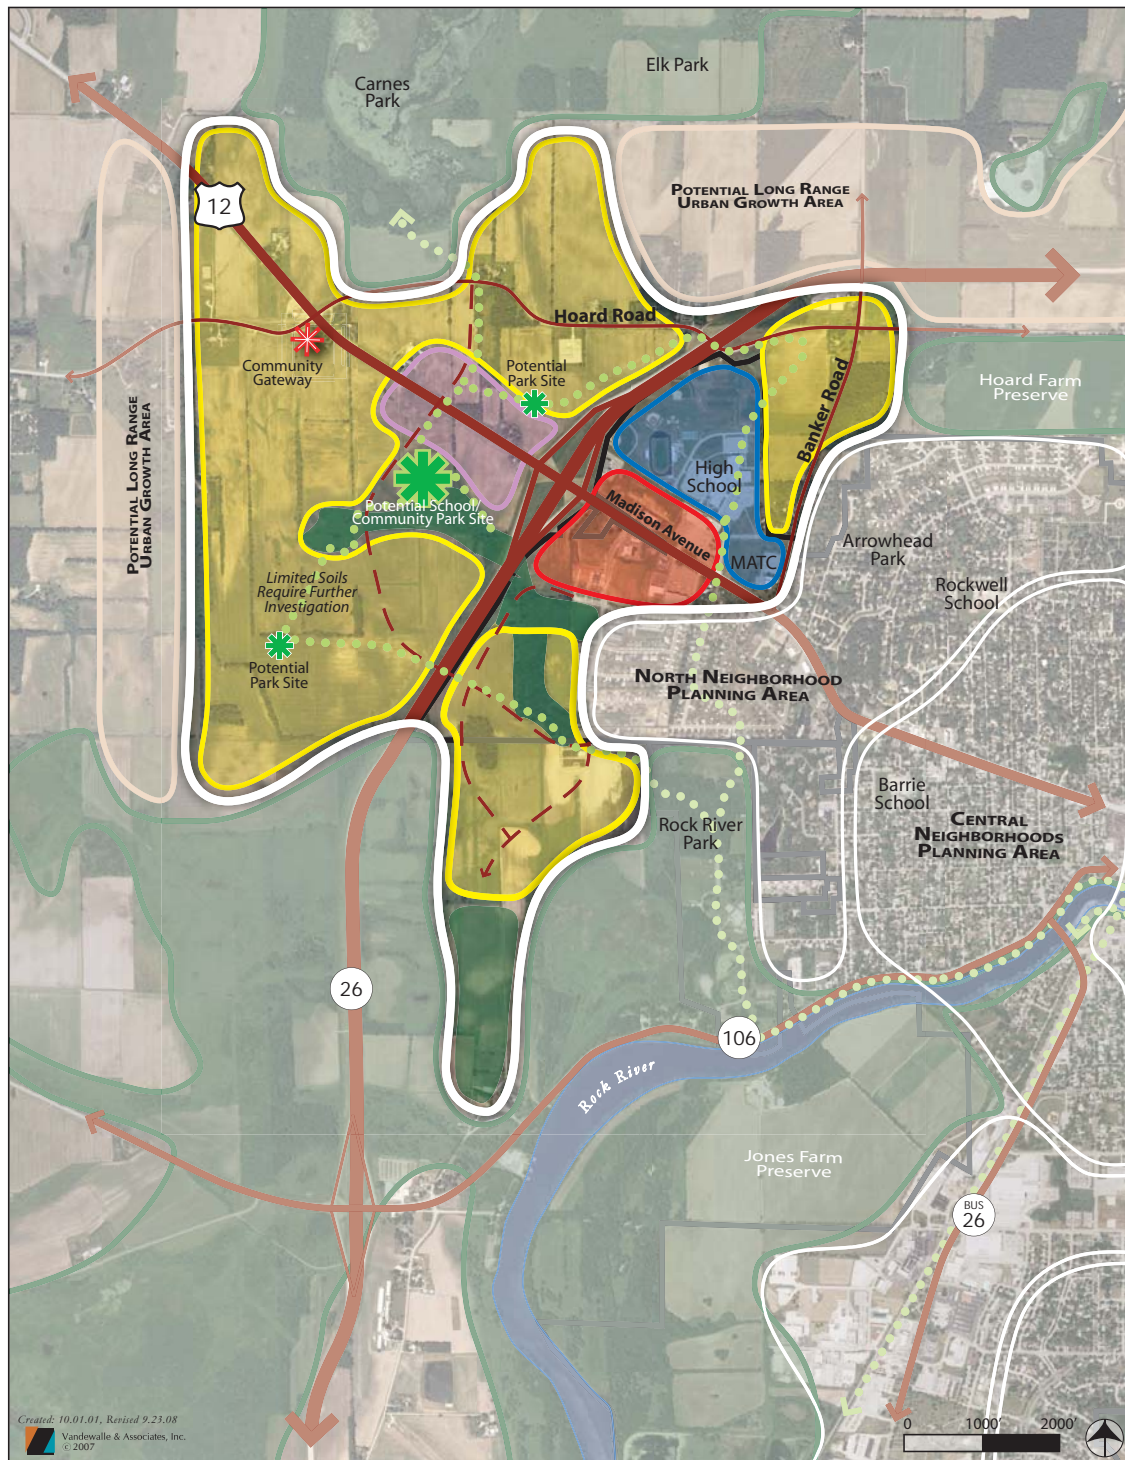 Carnes
Park
Elk Park
12
POTENTIAL LONG RANGE
URBAN GROWTH AREA
Hoard Road
Community
Gateway
Potential
Park Site
Hoard Farm
Preserve
Banker Road
POTENTIAL LONG RANGE
URBAN GROWTH AREA
High
School
Potential School/
Community Park Site
Madison Avenue
MATC
Arrowhead
Park
Rockwell
School
Limited Soils
Require Further
Investigation
Potential
Park Site
NORTH NEIGHBORHOOD
PLANNING AREA
Barrie
School
CENTRAL
NEIGHBORHOODS
PLANNING AREA
Rock River
Park
26
106
Rock River
Jones Farm
Preserve
BUS
26
Created: 10.01.01, Revised 9.23.08
Vandewalle & Associates, Inc.
© 2007
0 1000' 2000'